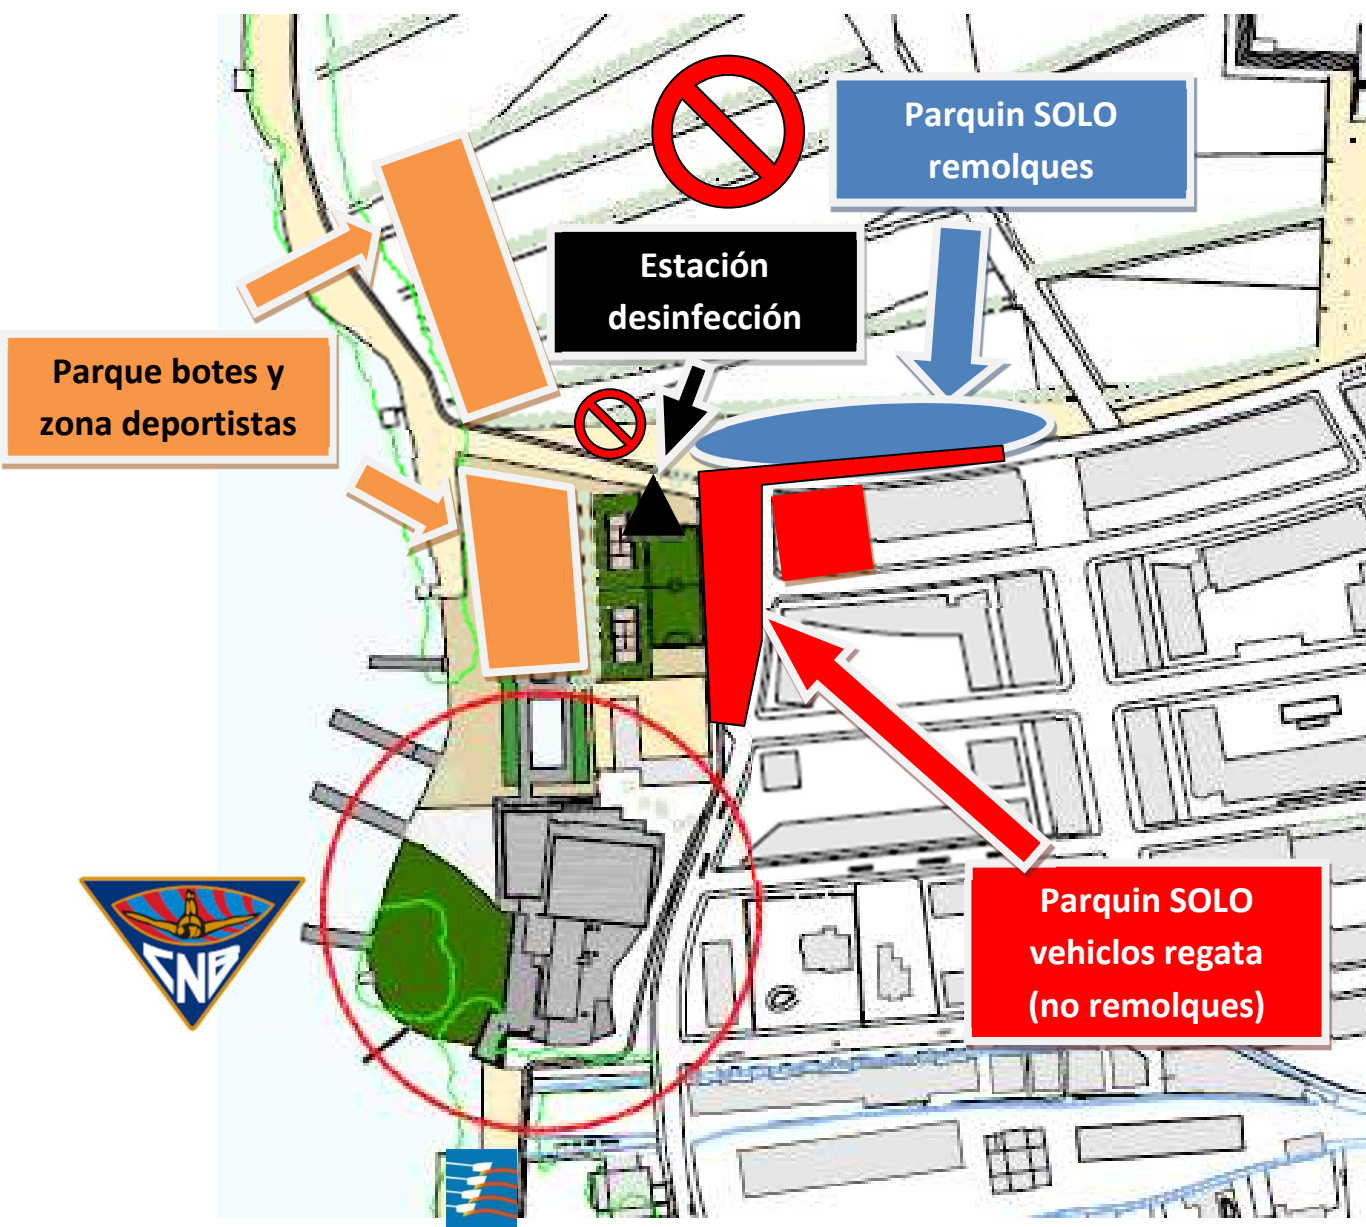 Parquin SOLO
remolques
Estación
desinfección
Parque botes y
zona deportistas
Parquin SOLO
vehiclos regata
(no remolques)
CNB